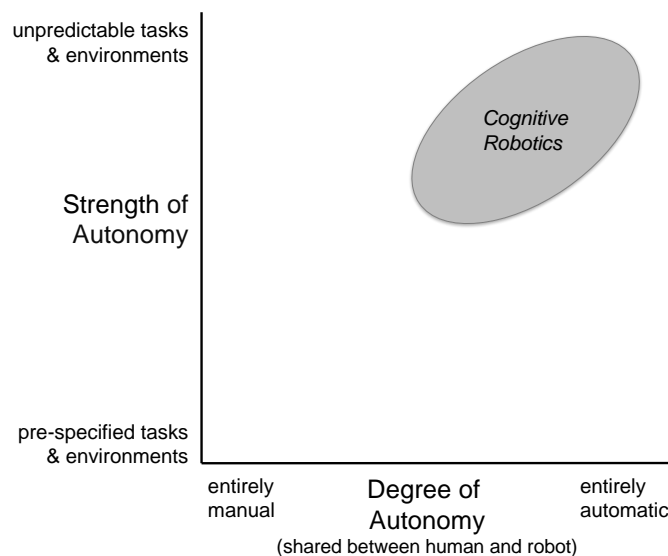 unpredictable tasks
& environments
Cognitive
Robotics
Strength of
Autonomy
pre-specified tasks
& environments
entirely
manual
Degree of
Autonomy
(shared between human and robot)
entirely
automatic